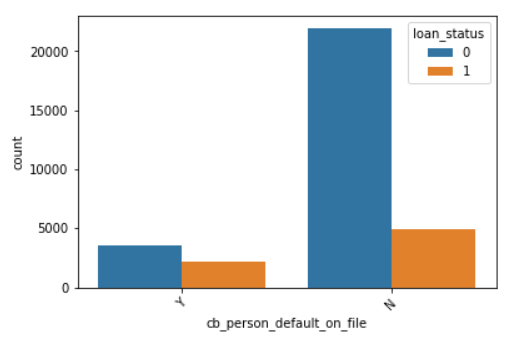 loan_status
0
1
20000
15000
10000
5000
0
count
Y
N
cb_person_default_on_file